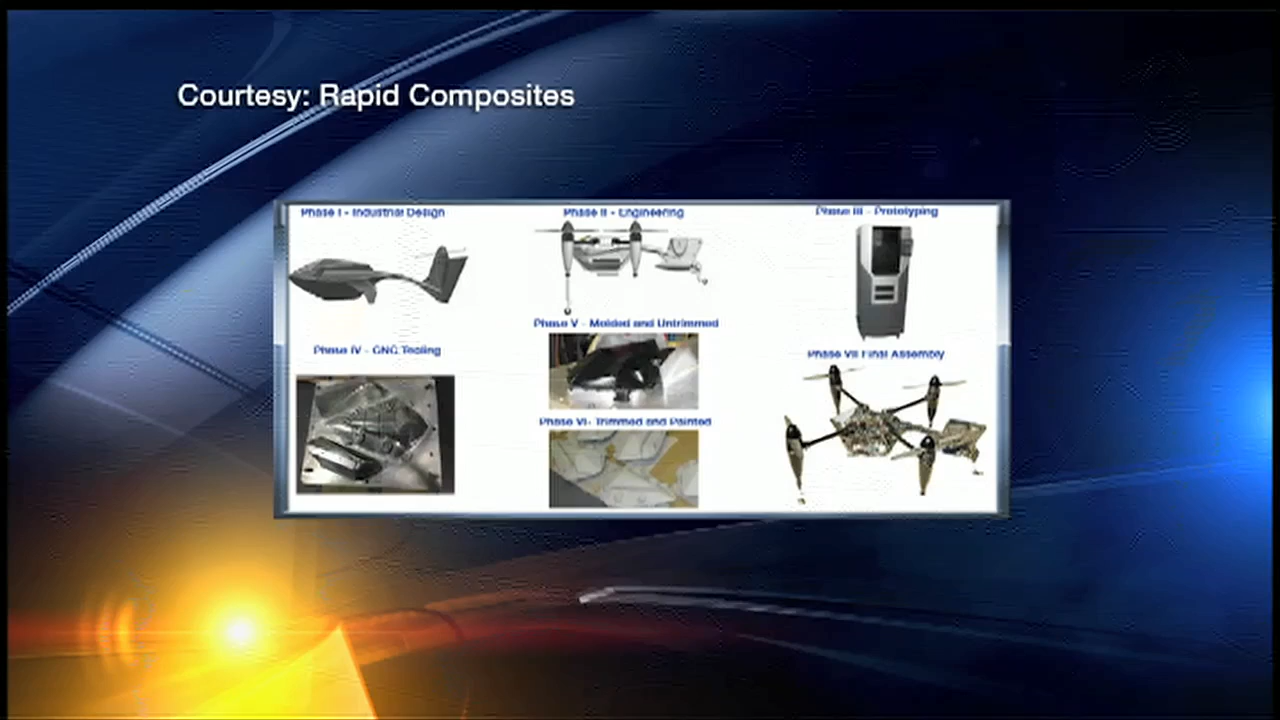 Courtesy: Rapid Composites
Phase I - Industrial Design
Phase II - Engineering
Phase III - Prototyping
Phase IV - CNC Tooling
Phase V - Molded and Untrimmed
Phase VI- Trimmed and Painted
Phase VII Final Assembly